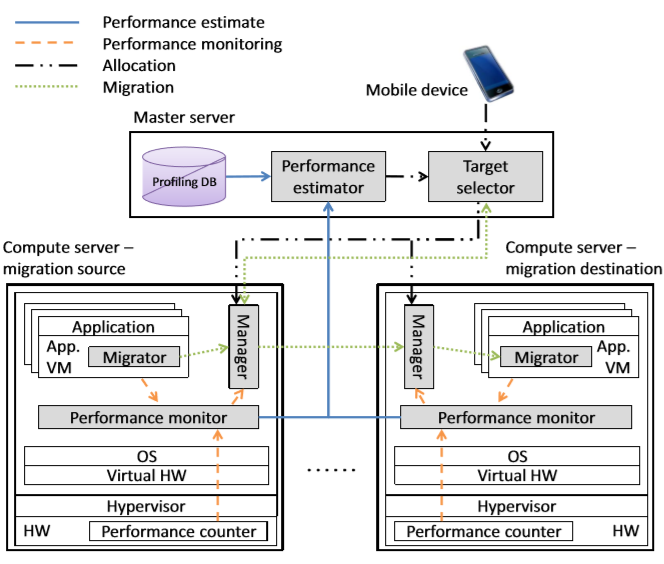 Performance estimate
Performance monitoring
Allocation
Migration
Mobile device
Master server
Profiling DB
Performance
estimator
Target
selector
Compute server –
migration source
Compute server –
migration destination
Application
App.
VM
Migrator
Manager
Performance monitor
OS
Virtual HW
Hypervisor
HW
Performance counter
......
Manager
Application
Migrator
App.
VM
Performance monitor
OS
Virtual HW
Hypervisor
Performance counter
HW